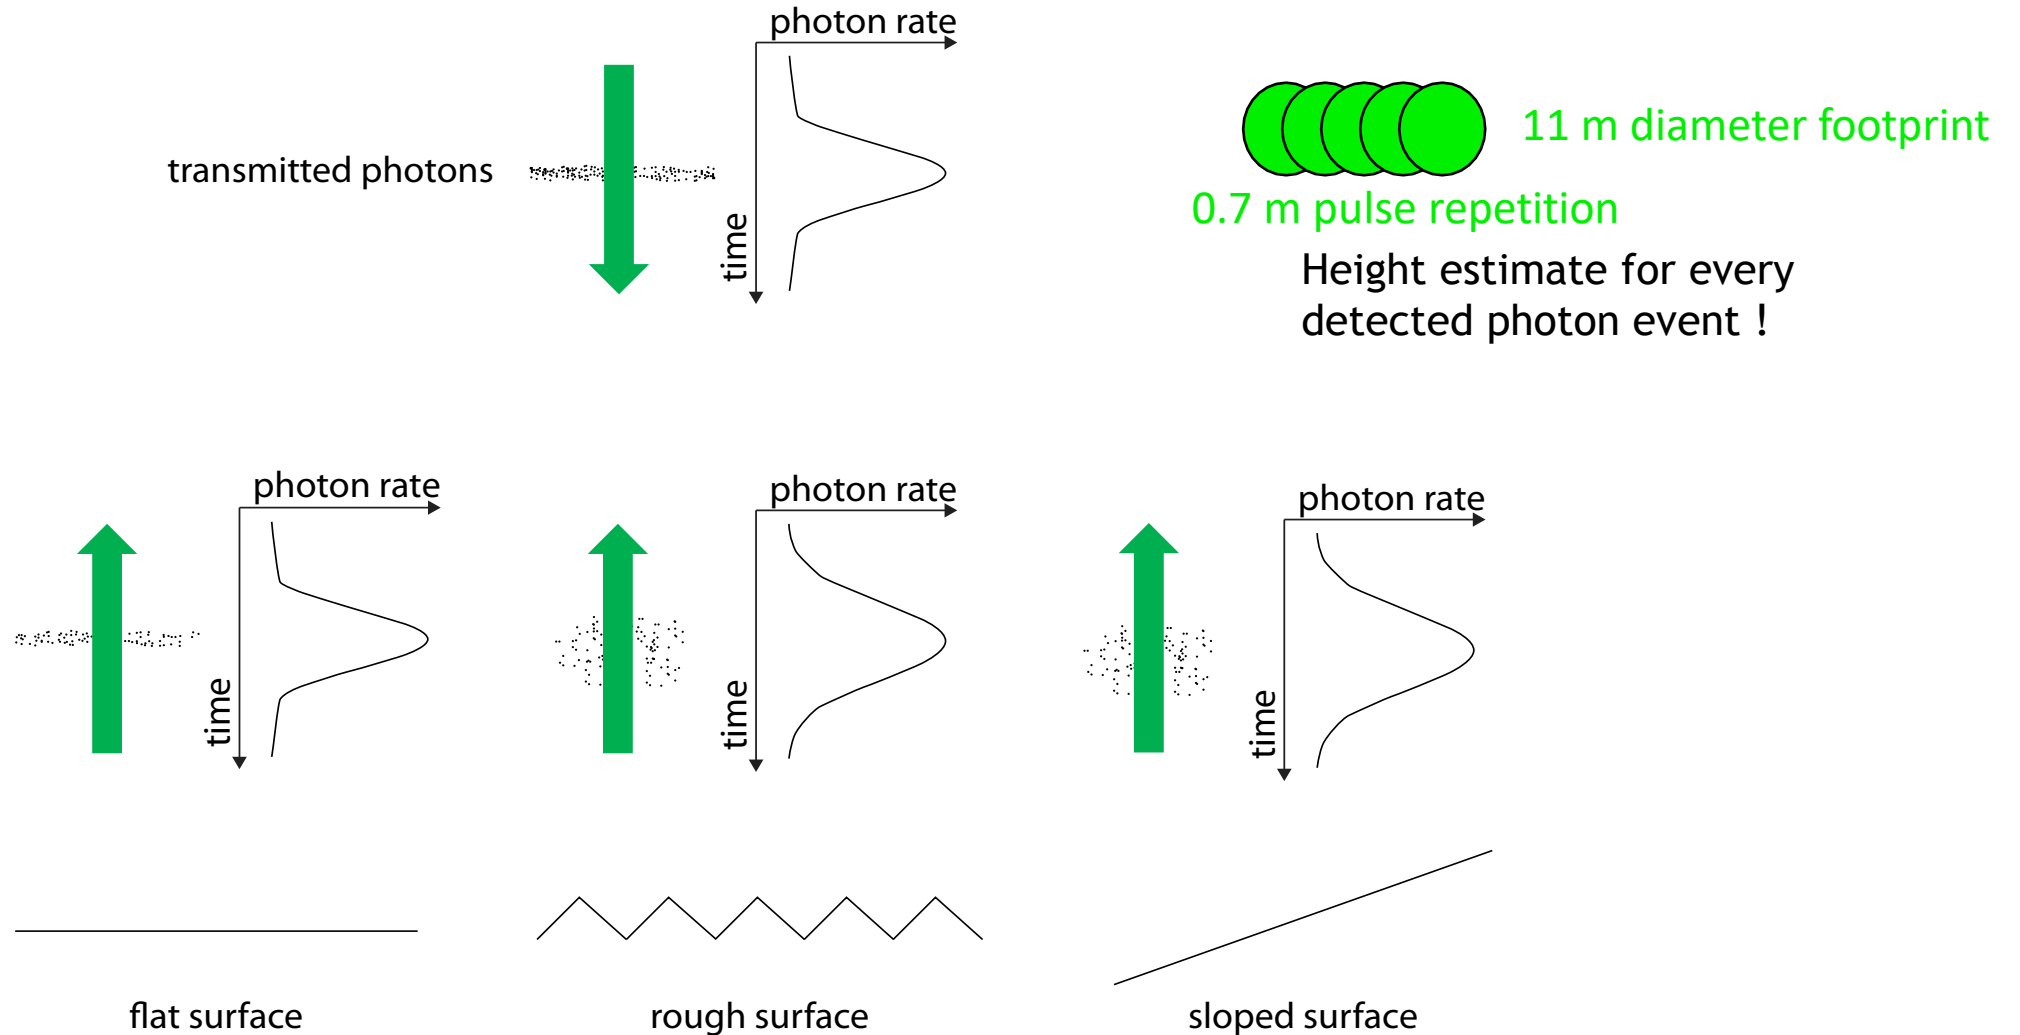 photon rate
transmitted photons
time
11 m diameter footprint
0.7 m pulse repetition
Height estimate for every
detected photon event !
photon rate
time
photon rate
time
photon rate
time
flat surface
rough surface
sloped surface